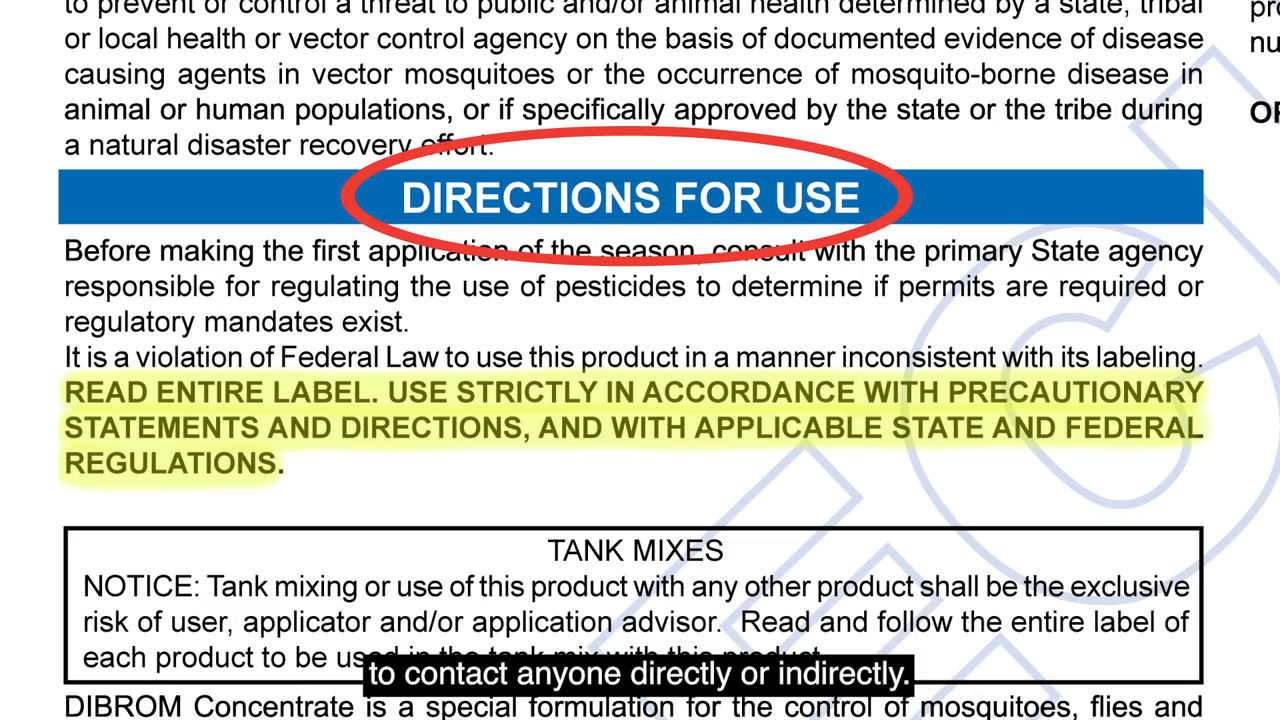 to prevent or control a threat to public and/or animal health determined by a state, tribal
or local health or vector control agency on the basis of documented evidence of disease
causing agents in vector mosquitoes or the occurrence of mosquito-borne disease in
animal or human populations, or if specifically approved by the state or the tribe during
a natural disaster recovery effort.
DIRECTIONS FOR USE
Before making the first application of the season, consult with the primary State agency
responsible for regulating the use of pesticides to determine if permits are required or
regulatory mandates exist.
It is a violation of Federal Law to use this product in a manner inconsistent with its labeling.
READ ENTIRE LABEL. USE STRICTLY IN ACCORDANCE WITH PRECAUTIONARY
STATEMENTS AND DIRECTIONS, AND WITH APPLICABLE STATE AND FEDERAL
REGULATIONS.
TANK MIXES
NOTICE: Tank mixing or use of this product with any other product shall be the exclusive
risk of user, applicator and/or application advisor. Read and follow the entire label of
each product to be used in the tank mix with this product.
to contact anyone directly or indirectly.
DIBROM Concentrate is a special formulation for the control of mosquitoes, flies and